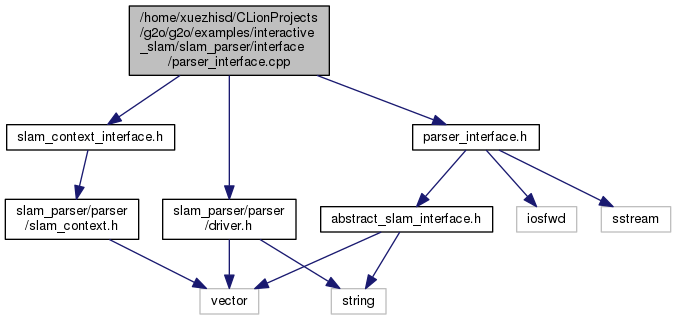 /home/xuezhisd/CLionProjects
/g2o/g2o/examples/interactive
_slam/slam_parser/interface
/parser_interface.cpp
slam_context_interface.h
parser_interface.h
slam_parser/parser
/slam_context.h
slam_parser/parser
/driver.h
abstract_slam_interface.h
iosfwd
sstream
vector
string